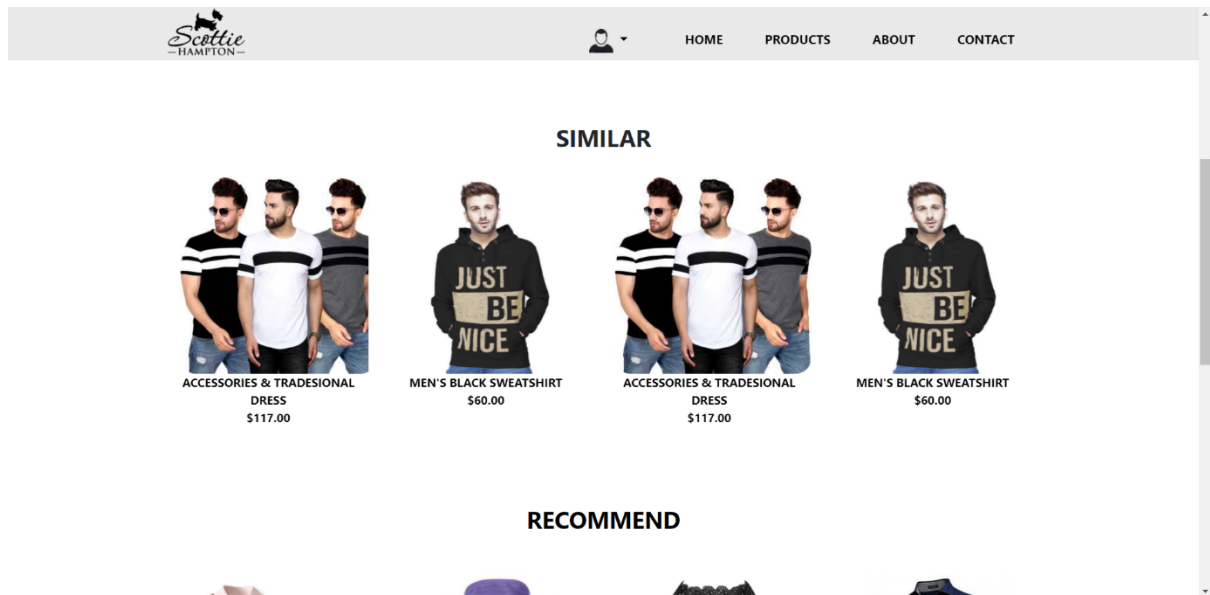 Scottie
HAMPTON
HOME PRODUCTS ABOUT CONTACT
SIMILAR
JUST
BE
NICE
JUST
BE
NICE
ACCESSORIES & TRADESIONAL
DRESS
$117.00
MEN'S BLACK SWEATSHIRT
$60.00
ACCESSORIES & TRADESIONAL
DRESS
$117.00
MEN'S BLACK SWEATSHIRT
$60.00
RECOMMEND